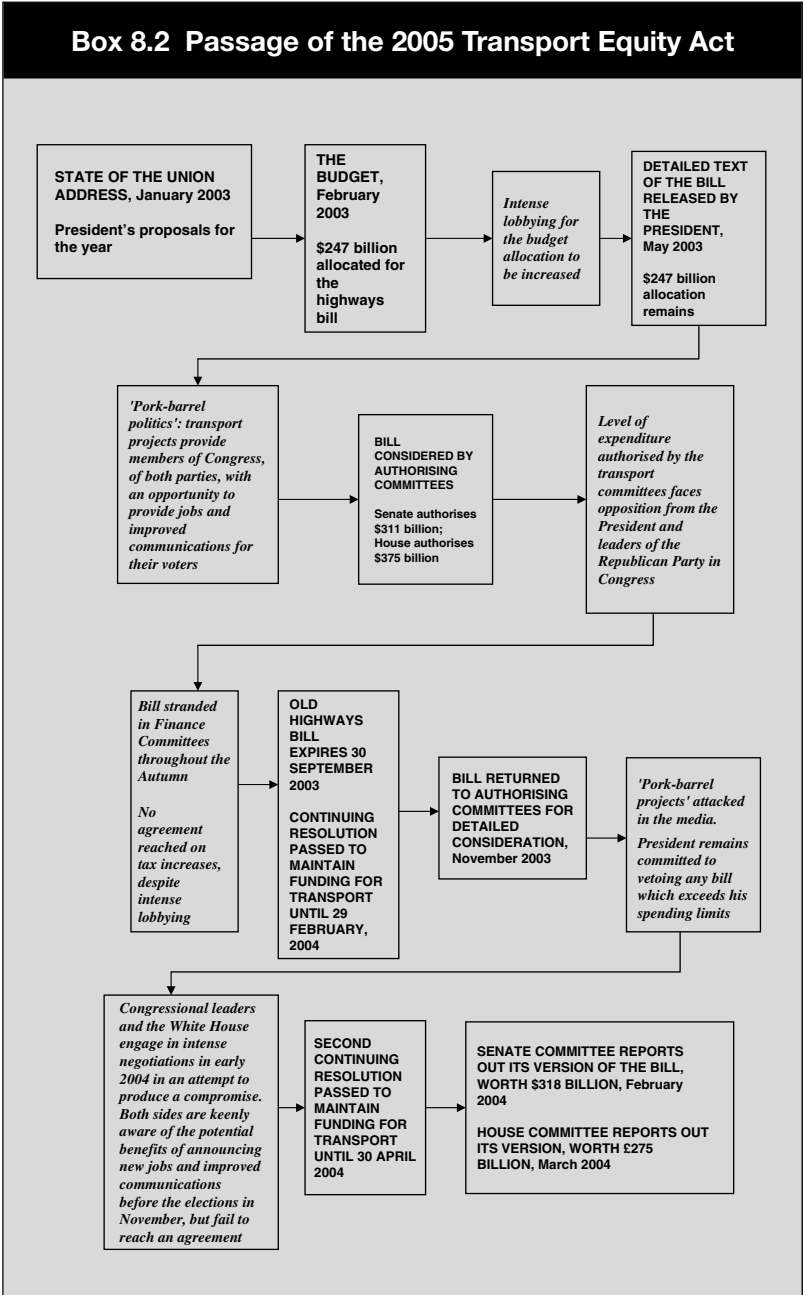 Box 8.2 Passage of the 2005 Transport Equity Act
STATE OF THE UNION
ADDRESS, January 2003
President's proposals for
the year
THE
BUDGET,
February
2003
$247 billion
allocated for
the
highways
bill
Intense
lobbying for
the budget
allocation to
be increased
DETAILED TEXT
OF THE BILL
RELEASED BY
THE
PRESIDENT,
May 2003
$247 billion
allocation
remains
'Pork-barrel
politics': transport
projects provide
members of Congress,
of both parties, with
an opportunity to
provide jobs and
improved
communications for
their voters
BILL
CONSIDERED BY
AUTHORISING
COMMITTEES
Senate authorises
$311 billion;
House authorises
$375 billion
Level of
expenditure
authorised by the
transport
committees faces
opposition from the
President and
leaders of the
Republican Party in
Congress
Bill stranded
in Finance
Committees
throughout the
Autumn
No
agreement
reached on
tax increases,
despite
intense
lobbying
OLD
HIGHWAYS
BILL
EXPIRES 30
SEPTEMBER
2003
CONTINUING
RESOLUTION
PASSED TO
MAINTAIN
FUNDING FOR
TRANSPORT
UNTIL 29
FEBRUARY,
2004
BILL RETURNED
TO AUTHORISING
COMMITTEES FOR
DETAILED
CONSIDERATION,
November 2003
'Pork-barrel
projects' attacked
in the media.
President remains
committed to
vetoing any bill
which exceeds his
spending limits
Congressional leaders
and the White House
engage in intense
negotiations in early
2004 in an attempt to
produce a compromise.
Both sides are keenly
aware of the potential
benefits of announcing
new jobs and improved
communications
before the elections in
November, but fail to
reach an agreement
SECOND
CONTINUING
RESOLUTION
PASSED TO
MAINTAIN
FUNDING FOR
TRANSPORT
UNTIL 30 APRIL
2004
SENATE COMMITTEE REPORTS
OUT ITS VERSION OF THE BILL,
WORTH $318 BILLION, February
2004
HOUSE COMMITTEE REPORTS OUT
ITS VERSION, WORTH £275
BILLION, March 2004